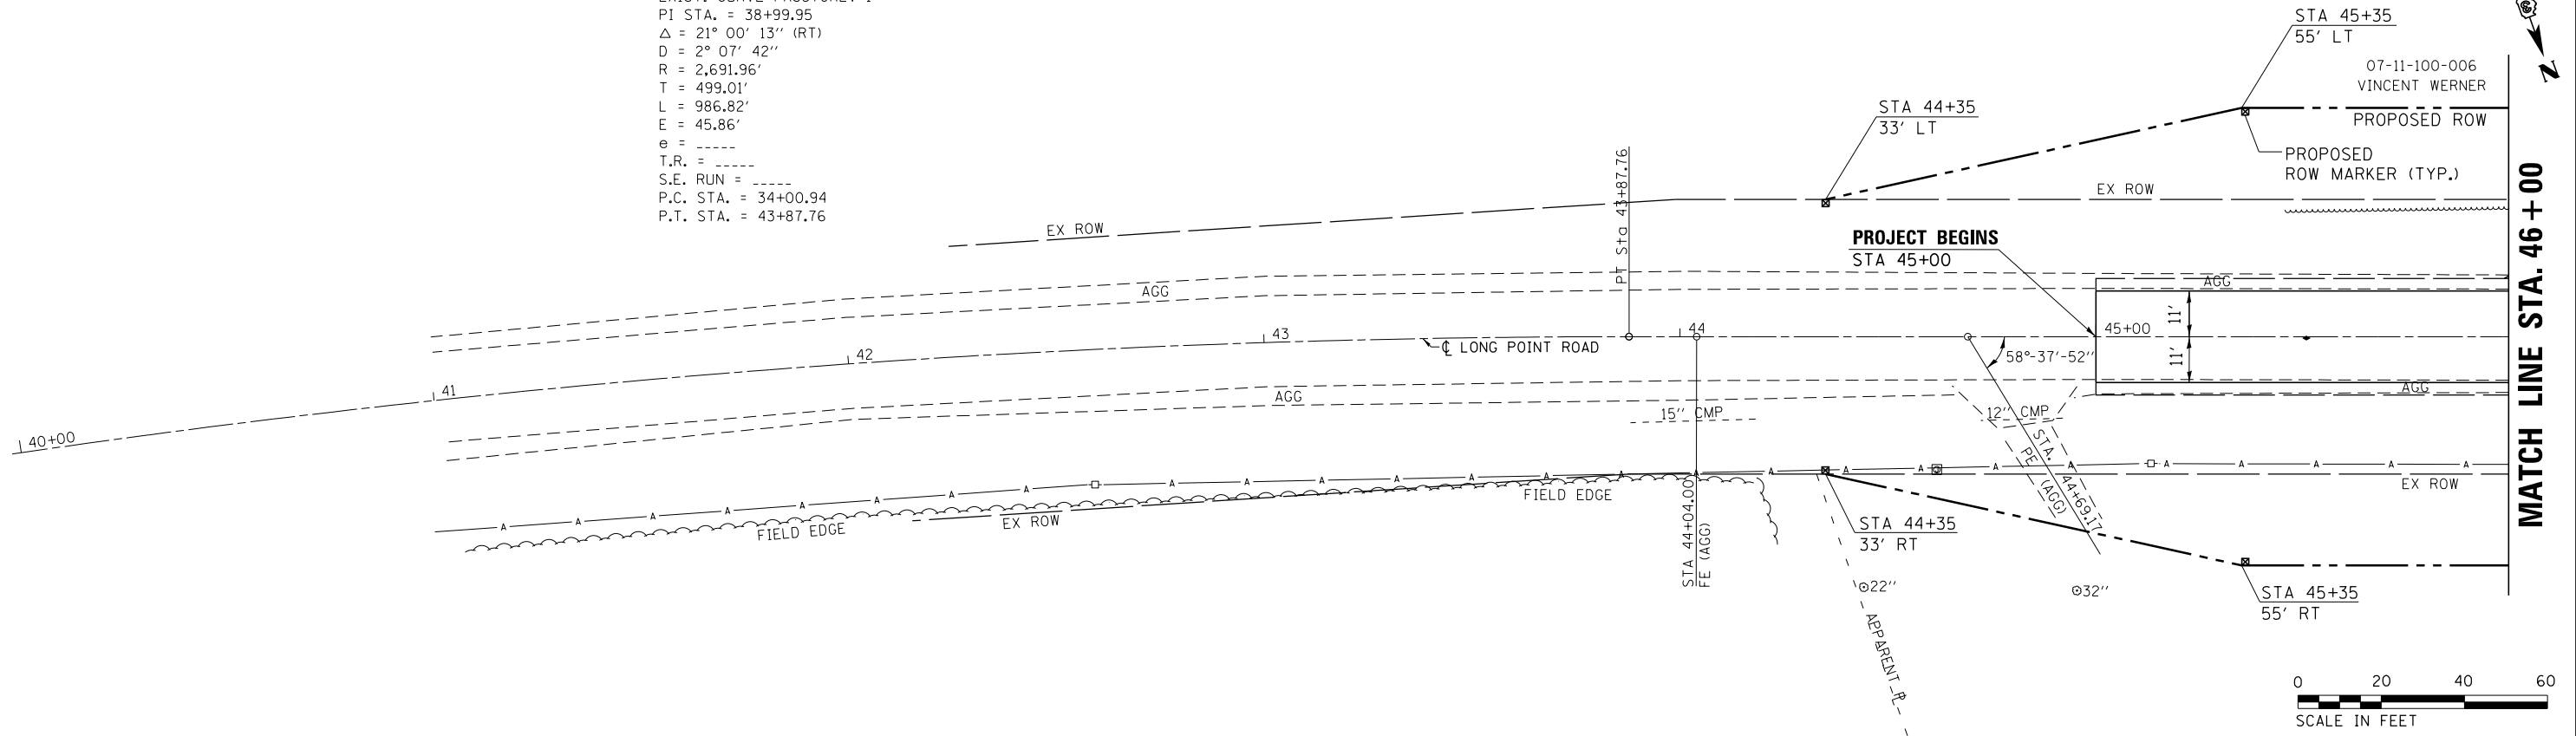 PI STA. = 38+99.95
Δ = 21° 00' 13'' (RT)
D = 2° 07' 42''
R = 2,691.96'
T = 499.01'
L = 986.82'
E = 45.86'
e = _____
T.R. = _____
S.E. RUN = _____
P.C. STA. = 34+00.94
P.T. STA. = 43+87.76
STA 45+35
55' LT
N
07-11-100-006
VINCENT WERNER
PROPOSED ROW
PROPOSED
ROW MARKER (TYP.)
STA 44+35
33' LT
PT Sta 43+87.76
EX ROW
EX ROW
PROJECT BEGINS
STA 45+00
MATCH LINE STA. 46+00
AGG
AGG
11'
11'
45+00
44
43
42
41
40+00
℄ LONG POINT ROAD
58°-37'-52''
AGG
AGG
15'' CMP
12'' CMP
STA. 44+69.17
PE (AGG)
A A A A A A A A A A A A A A A A A A A A A A A A A A
EX ROW
FIELD EDGE
FIELD EDGE
EX ROW
STA 44+04.00
FE (AGG)
STA 44+35
33' RT
22''
32''
STA 45+35
55' RT
APPARENT ⅊
0 20 40 60
SCALE IN FEET